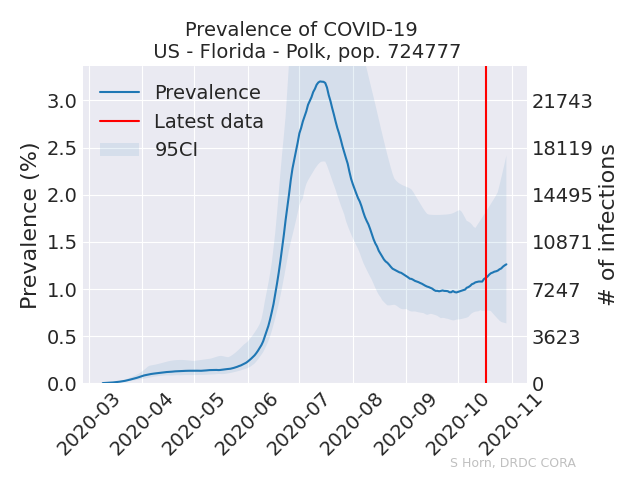 Prevalence of COVID-19
US - Florida - Polk, pop. 724777
Prevalence
Latest data
95CI
Prevalence (%)
3.0
2.5
2.0
1.5
1.0
0.5
0.0
21743
18119
14495
10871
7247
3623
0
# of infections
2020-03
2020-04
2020-05
2020-06
2020-07
2020-08
2020-09
2020-10
2020-11
S Horn, DRDC CORA